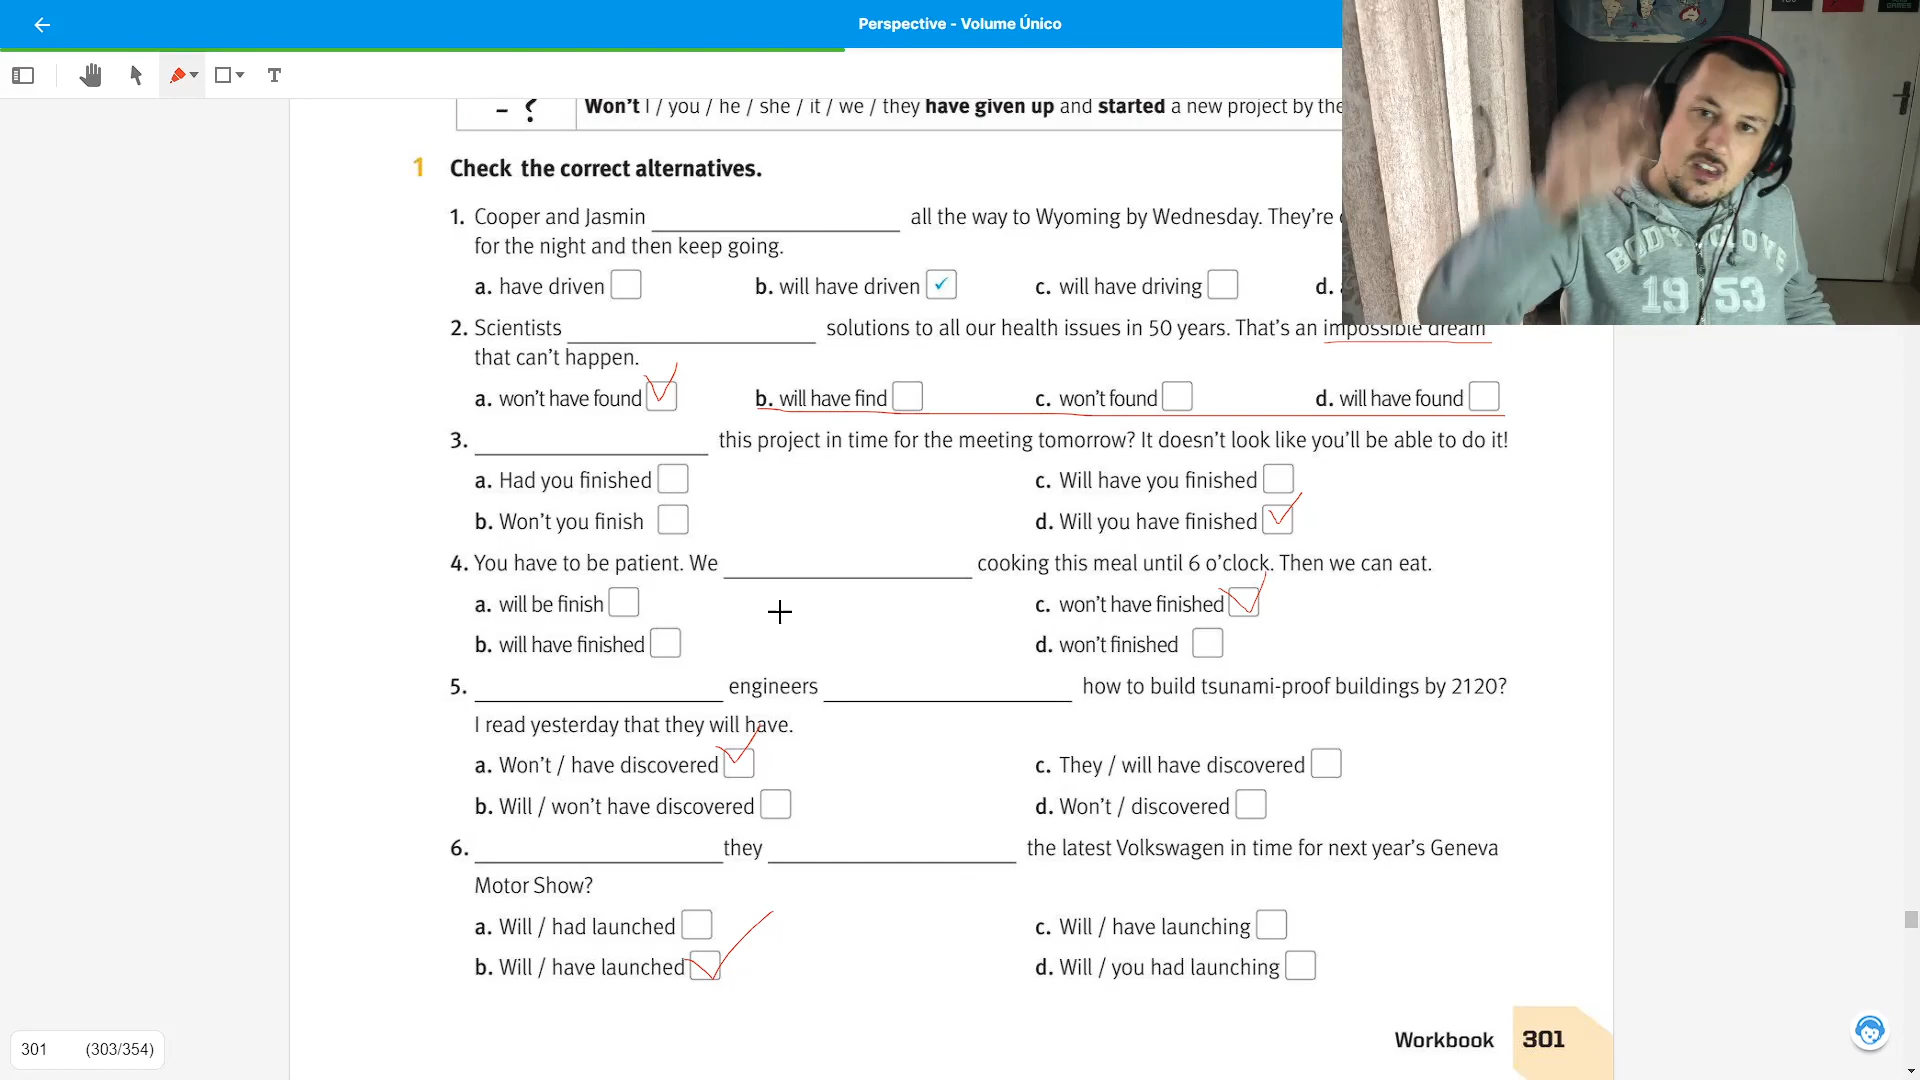 Perspective - Volume Único
T
– ? Won't I / you / he / she / it / we / they have given up and started a new project by the
1 Check the correct alternatives.
1. Cooper and Jasmin ____ all the way to Wyoming by Wednesday. They're
for the night and then keep going.
a. have driven b. will have driven ✓ c. will have driving d.
2. Scientists ____ solutions to all our health issues in 50 years. That's an impossible dream
that can't happen.
a. won't have found b. will have find c. won't found d. will have found
3. ____ this project in time for the meeting tomorrow? It doesn't look like you'll be able to do it!
a. Had you finished c. Will have you finished
b. Won't you finish d. Will you have finished
4. You have to be patient. We ____ cooking this meal until 6 o'clock. Then we can eat.
a. will be finish c. won't have finished
b. will have finished d. won't finished
5. ____ engineers ____ how to build tsunami-proof buildings by 2120?
I read yesterday that they will have.
a. Won't / have discovered c. They / will have discovered
b. Will / won't have discovered d. Won't / discovered
6. ____ they ____ the latest Volkswagen in time for next year's Geneva
Motor Show?
a. Will / had launched c. Will / have launching
b. Will / have launched d. Will / you had launching
Workbook 301
301 (303/354)
BODY GLOVE
1953